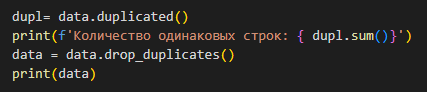 dupl= data.duplicated()
print(f'Количество одинаковых строк: { dupl.sum()}')
data = data.drop_duplicates()
print(data)